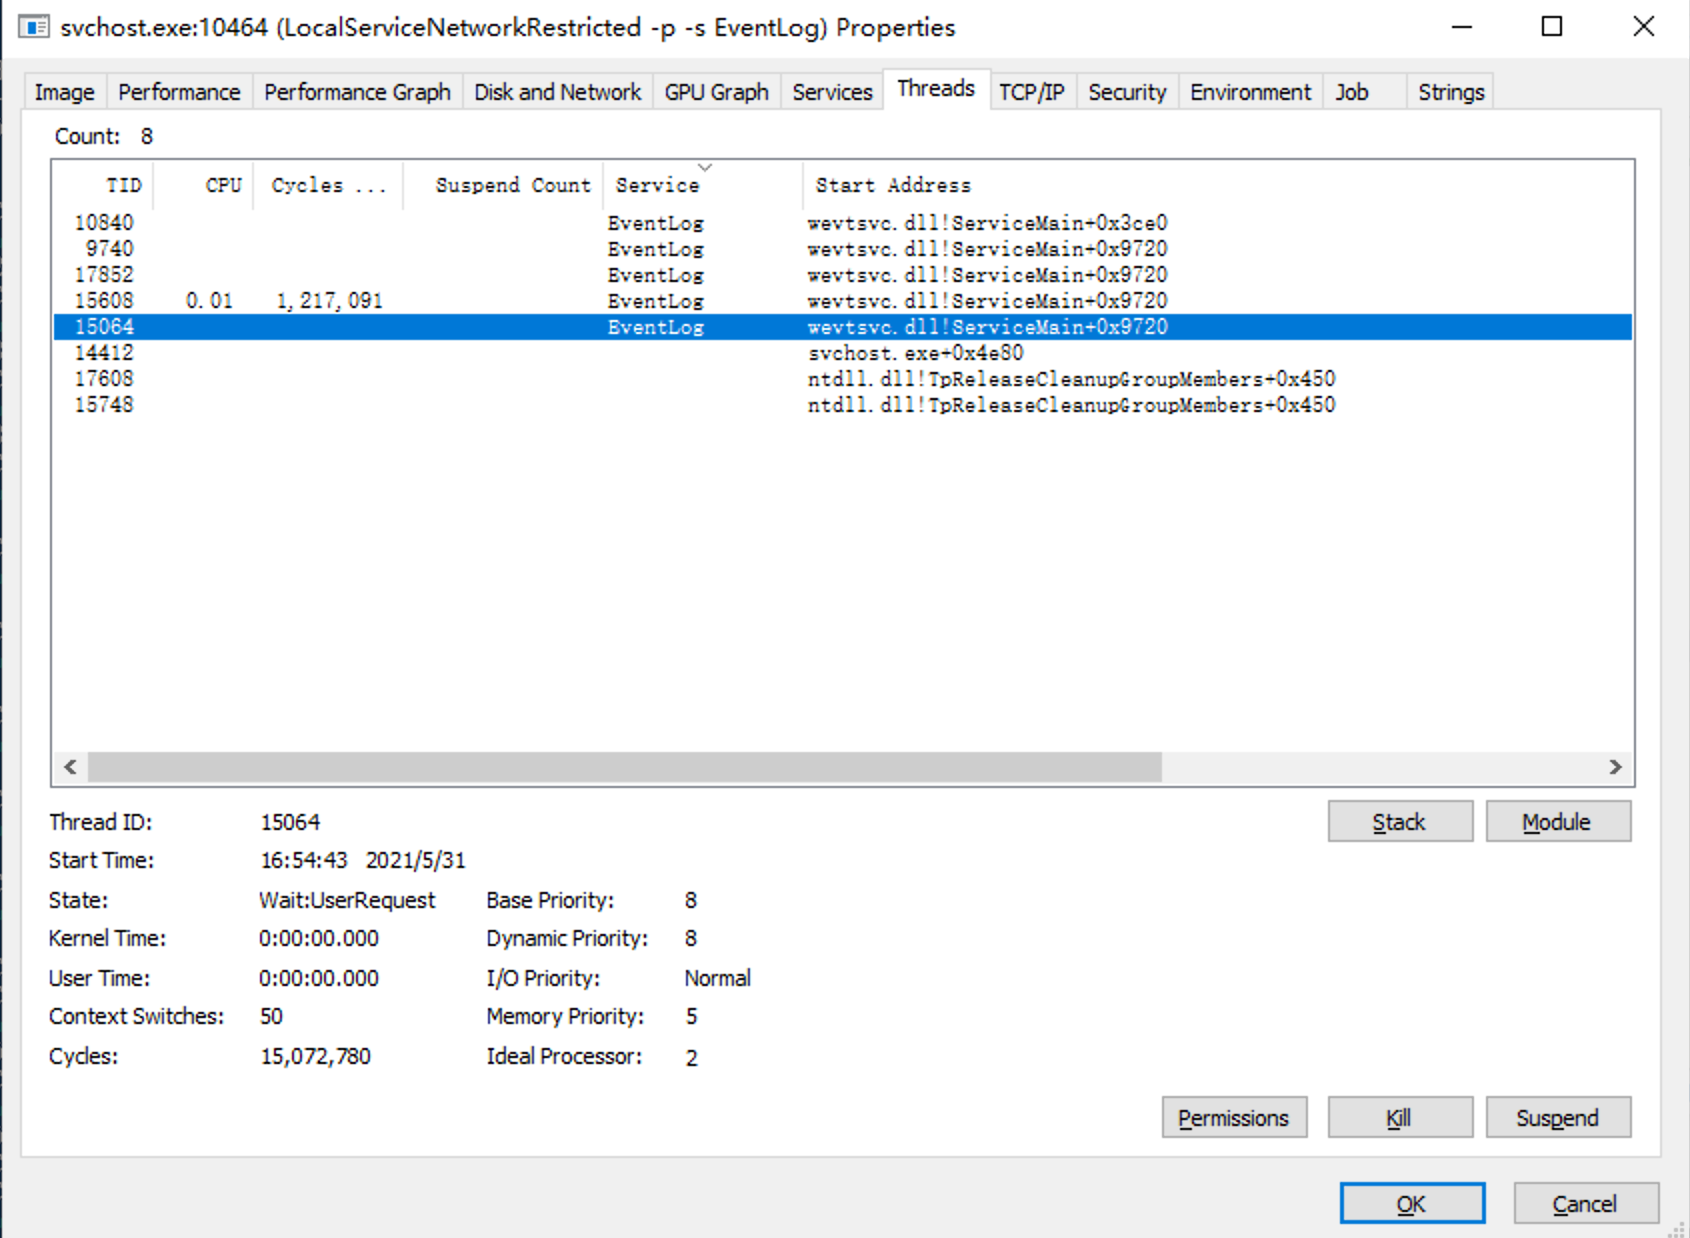 svchost.exe:10464 (LocalServiceNetworkRestricted -p -s EventLog) Properties
Image Performance Performance Graph Disk and Network GPU Graph Services Threads TCP/IP Security Environment Job Strings
Count: 8
TID CPU Cycles ... Suspend Count Service Start Address
10840 EventLog wevtsvc.dll!ServiceMain+0x3ce0
9740 EventLog wevtsvc.dll!ServiceMain+0x9720
17852 EventLog wevtsvc.dll!ServiceMain+0x9720
15608 0.01 1,217,091 EventLog wevtsvc.dll!ServiceMain+0x9720
15064 EventLog wevtsvc.dll!ServiceMain+0x9720
14412 svchost.exe+0x4e80
17608 ntdll.dll!TpReleaseCleanupGroupMembers+0x450
15748 ntdll.dll!TpReleaseCleanupGroupMembers+0x450
Thread ID: 15064 Stack Module
Start Time: 16:54:43 2021/5/31
State: Wait:UserRequest Base Priority: 8
Kernel Time: 0:00:00.000 Dynamic Priority: 8
User Time: 0:00:00.000 I/O Priority: Normal
Context Switches: 50 Memory Priority: 5
Cycles: 15,072,780 Ideal Processor: 2
Permissions Kill Suspend
OK Cancel